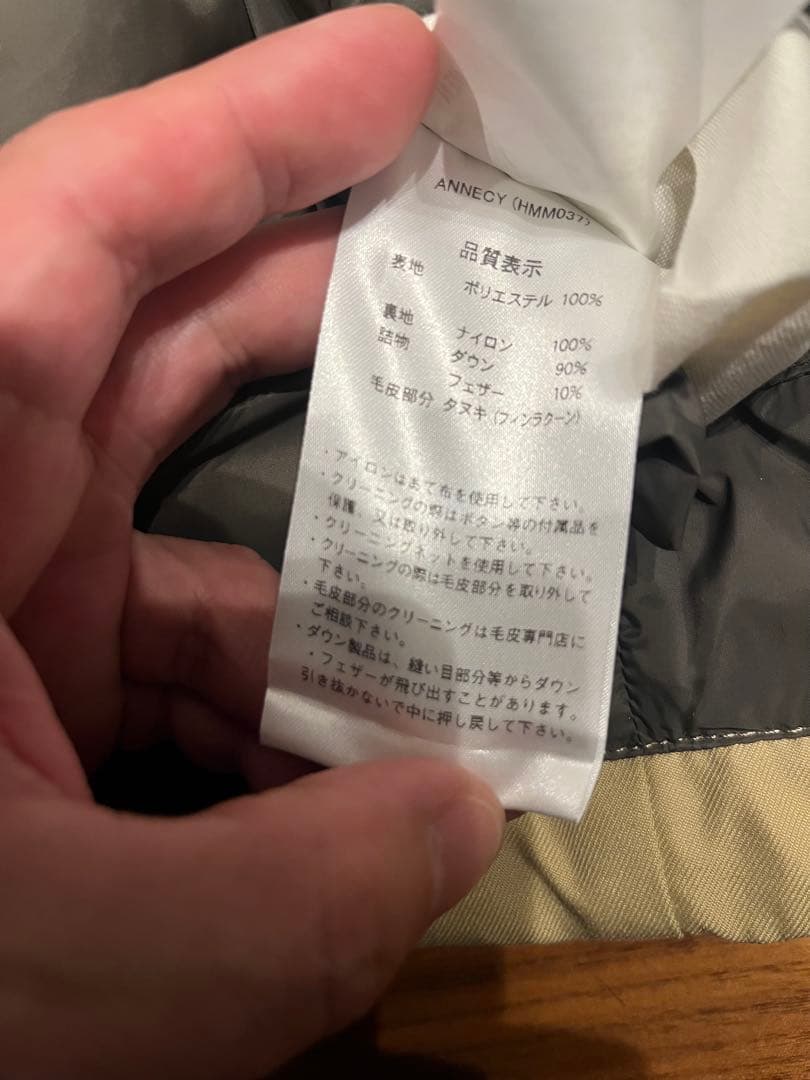 ANNECY (HMM037)
品質表示
表地 ポリエステル 100%
裏地 ナイロン 100%
詰物 ダウン 90%
フェザー 10%
毛皮部分 タヌキ (フィンラクーン)
・アイロンはあて布を使用して下さい。
・クリーニングの際はボタン等の付属品を
保護、又は取り外して下さい。
・クリーニングネットを使用して下さい。
・クリーニングの際は毛皮部分を取り外して
下さい。
・毛皮部分のクリーニングは毛皮専門店に
ご相談下さい。
・ダウン製品は、縫い目部分等からダウン
・フェザーが飛び出すことがあります。
引き抜かないで中に押し戻して下さい。